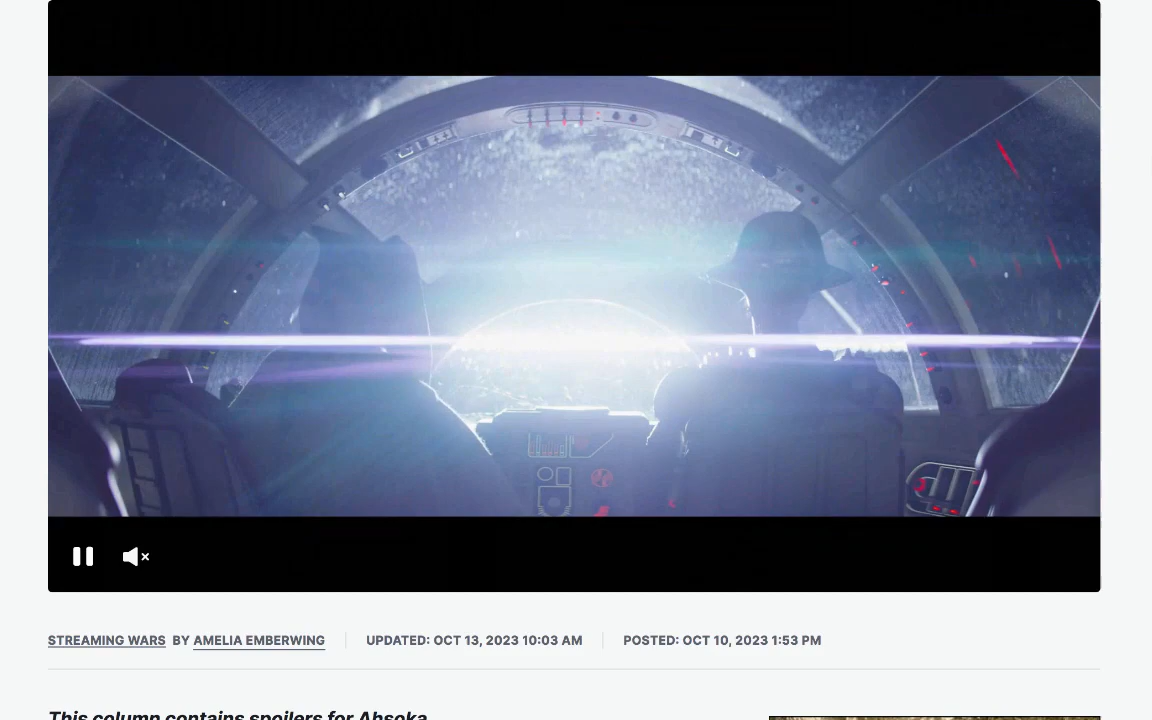 STREAMING WARS BY AMELIA EMBERWING UPDATED: OCT 13, 2023 10:03 AM POSTED: OCT 10, 2023 1:53 PM
This column contains spoilers for Ahsoka.